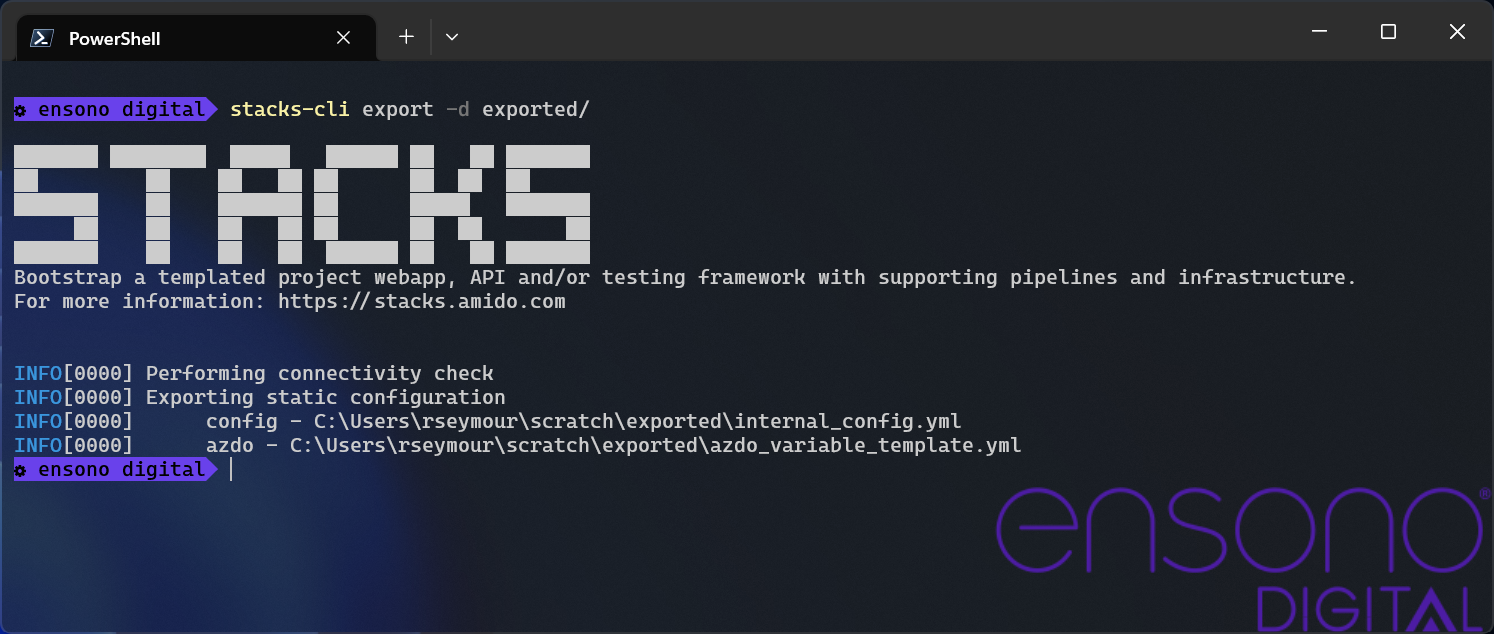 PowerShell
ensono digital stacks-cli export -d exported/
STACKS
Bootstrap a templated project webapp, API and/or testing framework with supporting pipelines and infrastructure.
For more information: https://stacks.amido.com
INFO[0000] Performing connectivity check
INFO[0000] Exporting static configuration
INFO[0000]      config - C:\Users\rseymour\scratch\exported\internal_config.yml
INFO[0000]      azdo - C:\Users\rseymour\scratch\exported\azdo_variable_template.yml
ensono digital
ensono®
DIGITAL